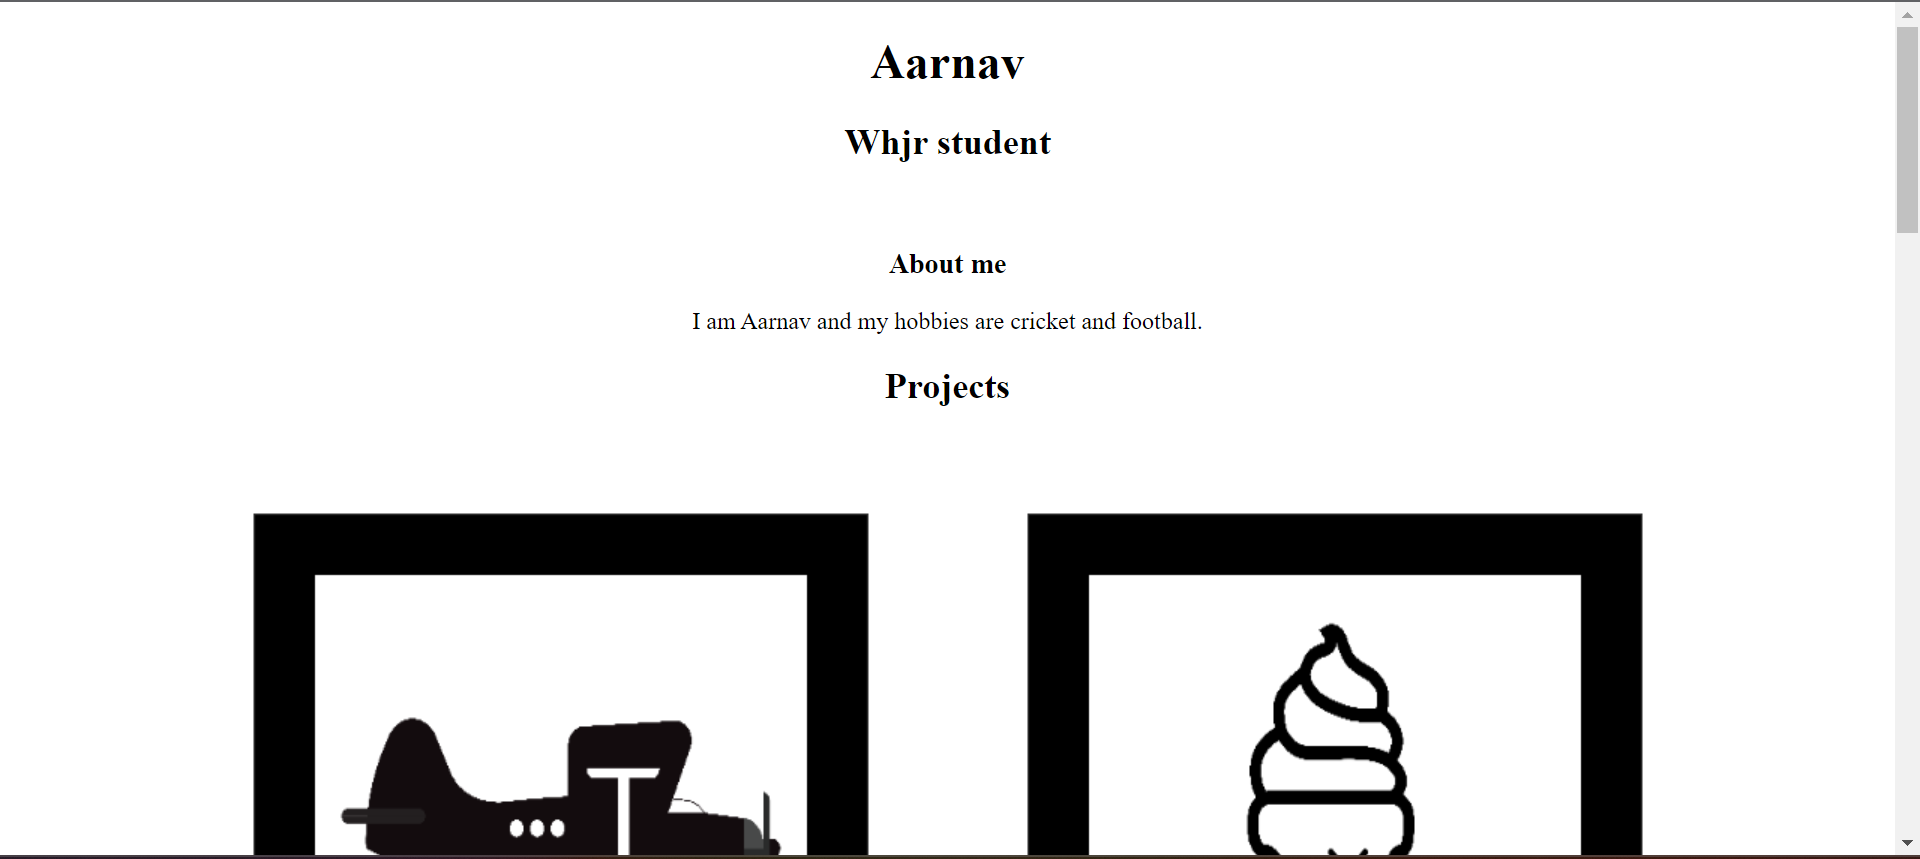 Aarnav
Whjr student
About me
I am Aarnav and my hobbies are cricket and football.
Projects